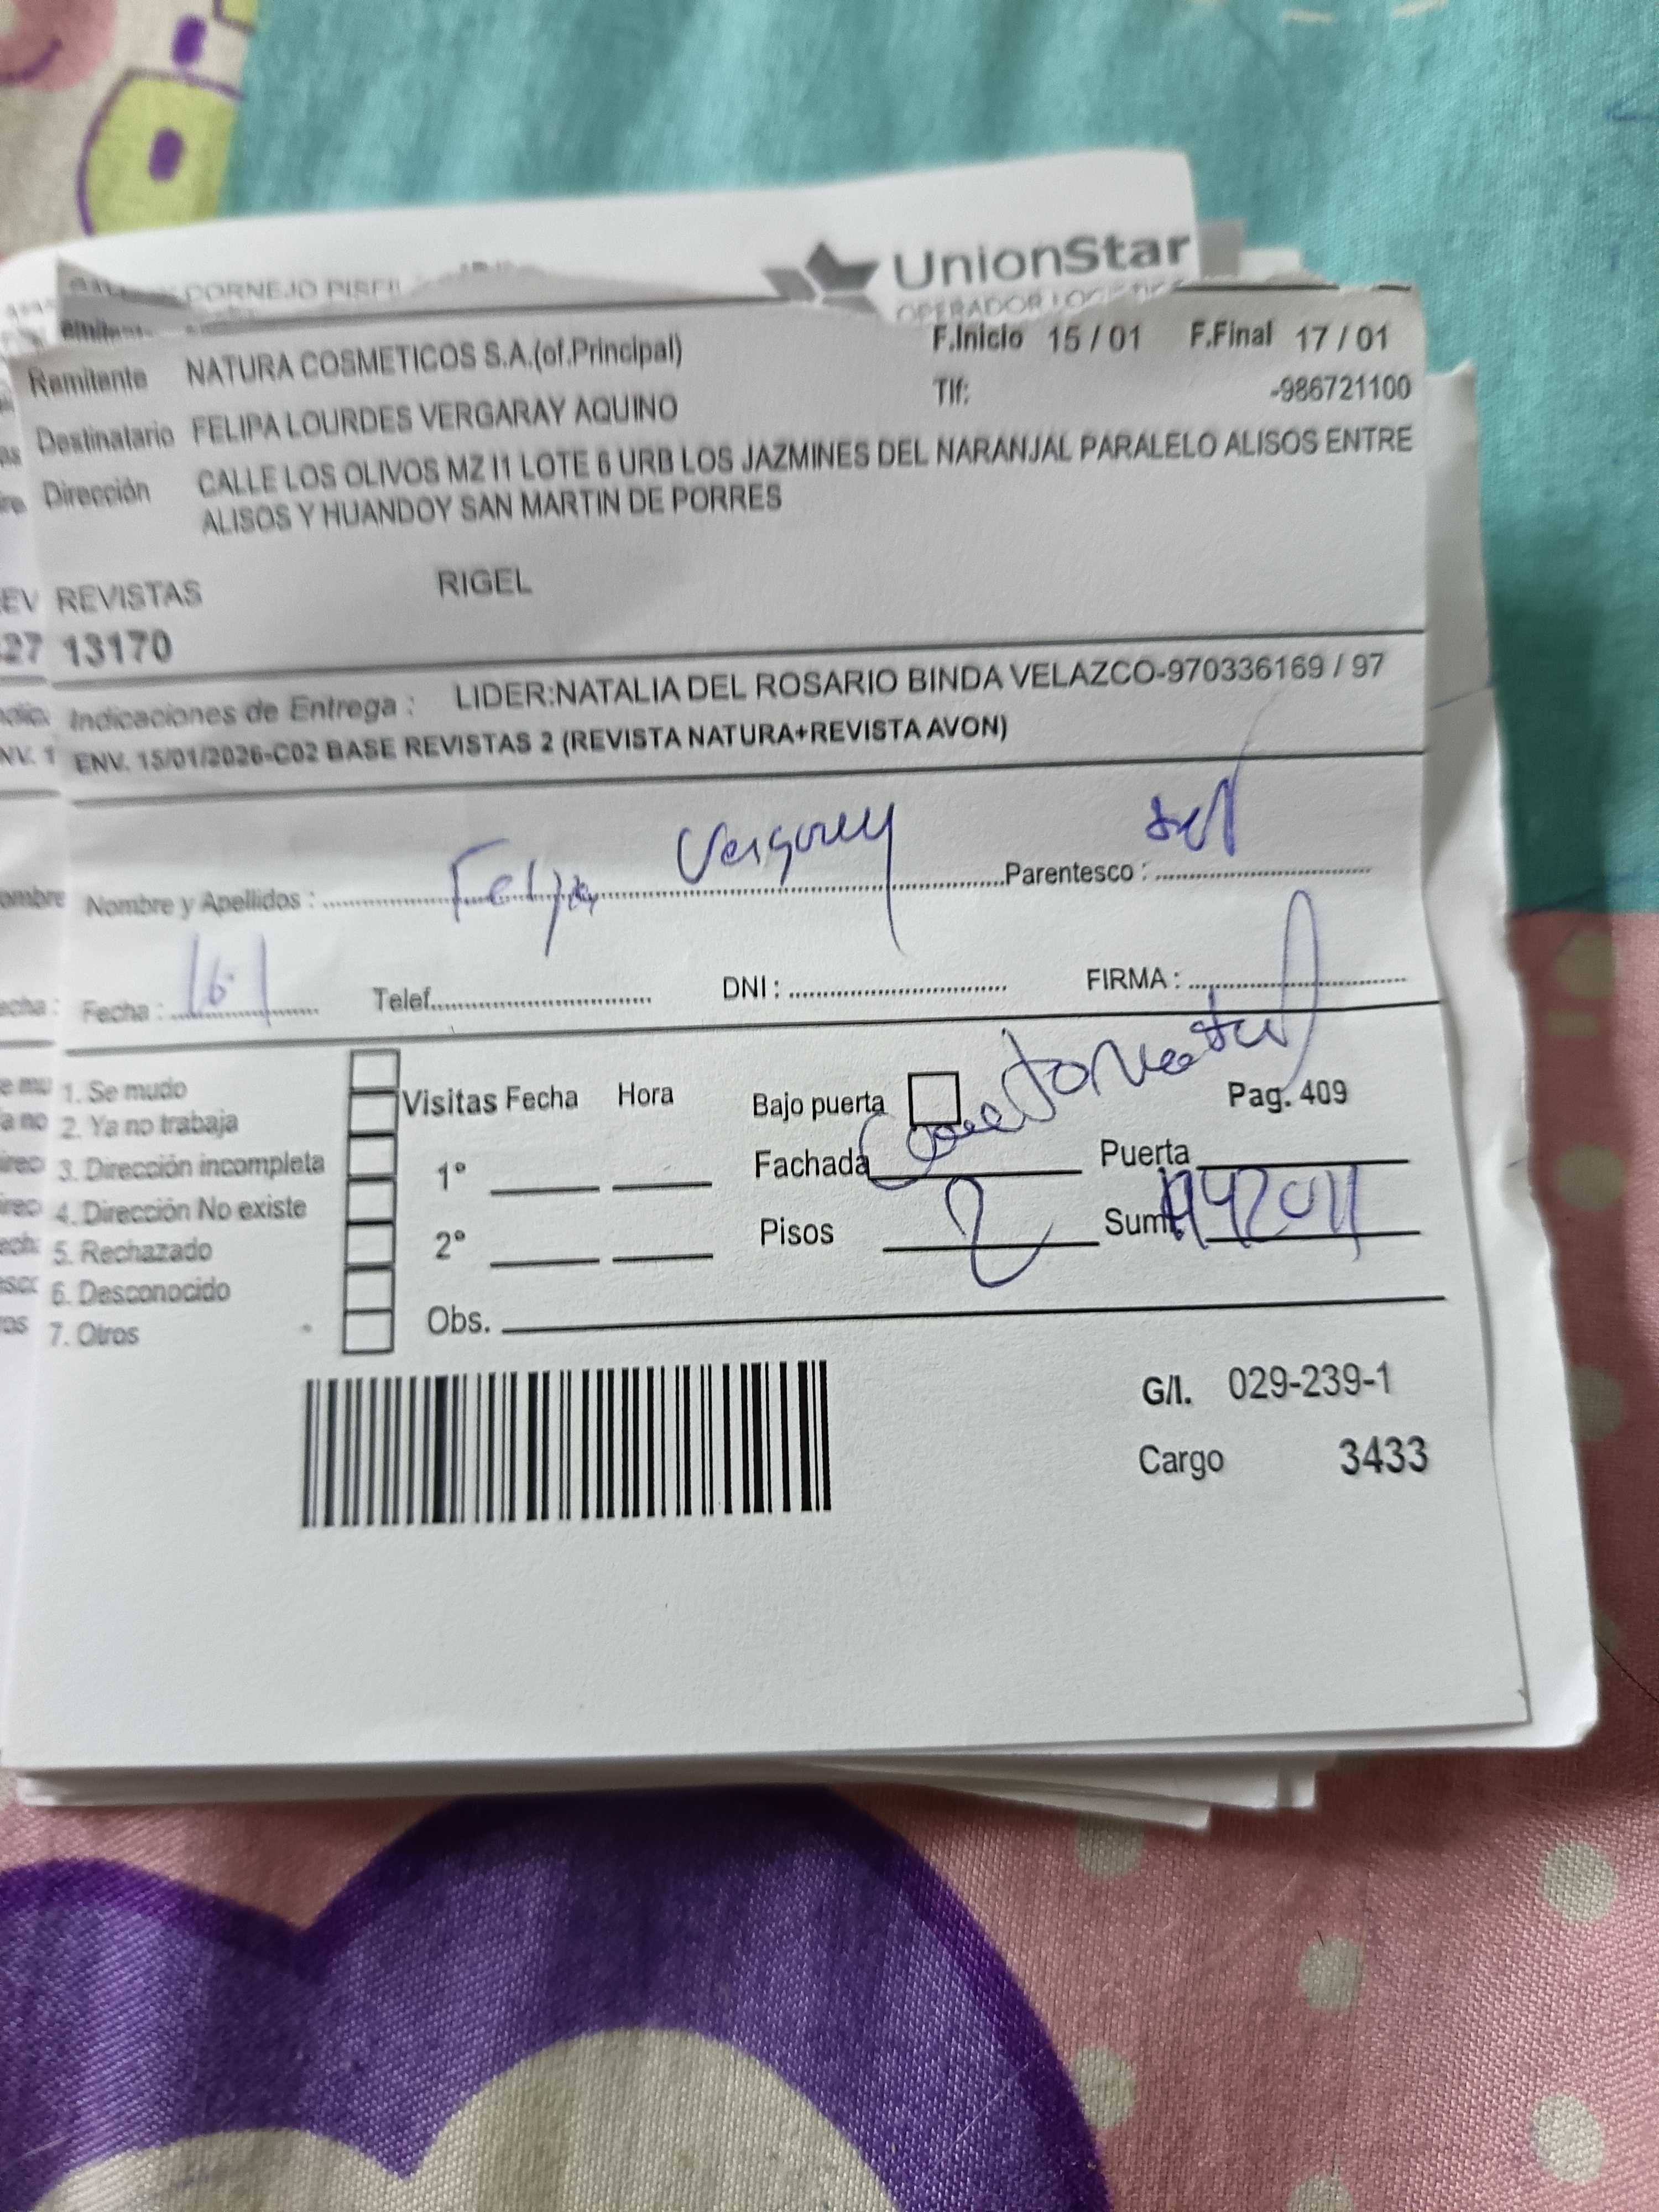 CORNEJO
UnionStar
OPERADOR LOGISTICO
Remitente NATURA COSMETICOS S.A.(of.Principal) F.Inicio 15 / 01 F.Final 17 / 01
Destinatario FELIPA LOURDES VERGARAY AQUINO Tlf: -986721100
Dirección CALLE LOS OLIVOS MZ I1 LOTE 6 URB LOS JAZMINES DEL NARANJAL PARALELO ALISOS ENTRE
ALISOS Y HUANDOY SAN MARTIN DE PORRES
REVISTAS RIGEL
13170
Indicaciones de Entrega : LIDER:NATALIA DEL ROSARIO BINDA VELAZCO-970336169 / 97
ENV. 15/01/2026-C02 BASE REVISTAS 2 (REVISTA NATURA+REVISTA AVON)
Nombre y Apellidos : Felipa Vergaray Parentesco :
Fecha : 16 1 Telef. DNI : FIRMA :
1. Se mudo
2. Ya no trabaja
3. Dirección incompleta
4. Dirección No existe
5. Rechazado
6. Desconocido
7. Otros
Visitas Fecha Hora Bajo puerta Pag. 409
1° Fachada Puerta
2° Pisos 2 Sum
Obs.
G/I. 029-239-1
Cargo 3433